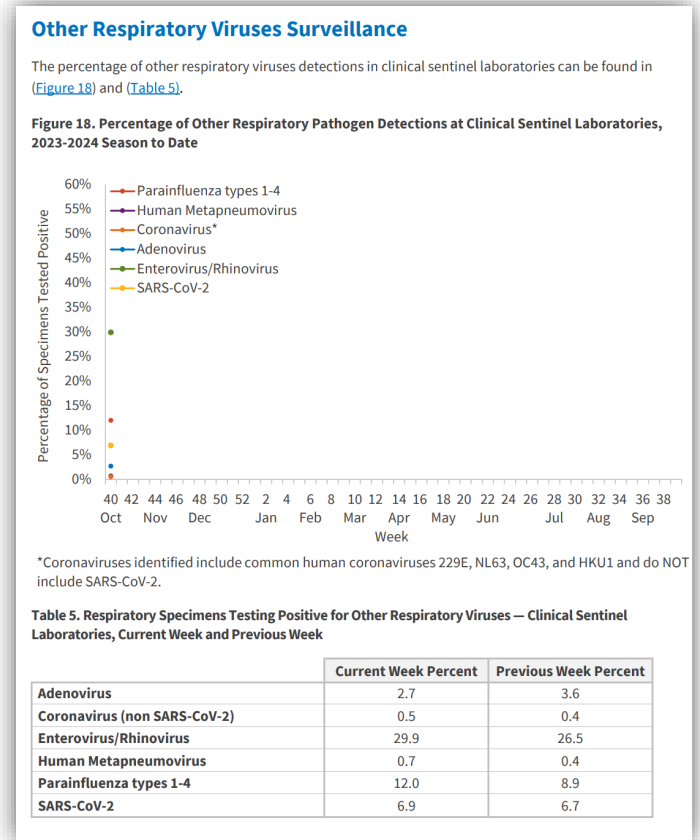 Other Respiratory Viruses Surveillance
The percentage of other respiratory viruses detections in clinical sentinel laboratories can be found in
(Figure 18) and (Table 5).
Figure 18. Percentage of Other Respiratory Pathogen Detections at Clinical Sentinel Laboratories,
2023-2024 Season to Date
Percentage of Specimens Tested Positive
60%
55%
50%
45%
40%
35%
30%
25%
20%
15%
10%
5%
0%
Parainfluenza types 1-4
Human Metapneumovirus
Coronavirus*
Adenovirus
Enterovirus/Rhinovirus
SARS-CoV-2
40 42 44 46 48 50 52 2 4 6 8 10 12 14 16 18 20 22 24 26 28 30 32 34 36 38
Oct Nov Dec Jan Feb Mar Apr May Jun Jul Aug Sep
Week
*Coronaviruses identified include common human coronaviruses 229E, NL63, OC43, and HKU1 and do NOT
include SARS-CoV-2.
Table 5. Respiratory Specimens Testing Positive for Other Respiratory Viruses — Clinical Sentinel
Laboratories, Current Week and Previous Week
Current Week Percent Previous Week Percent
Adenovirus 2.7 3.6
Coronavirus (non SARS-CoV-2) 0.5 0.4
Enterovirus/Rhinovirus 29.9 26.5
Human Metapneumovirus 0.7 0.4
Parainfluenza types 1-4 12.0 8.9
SARS-CoV-2 6.9 6.7